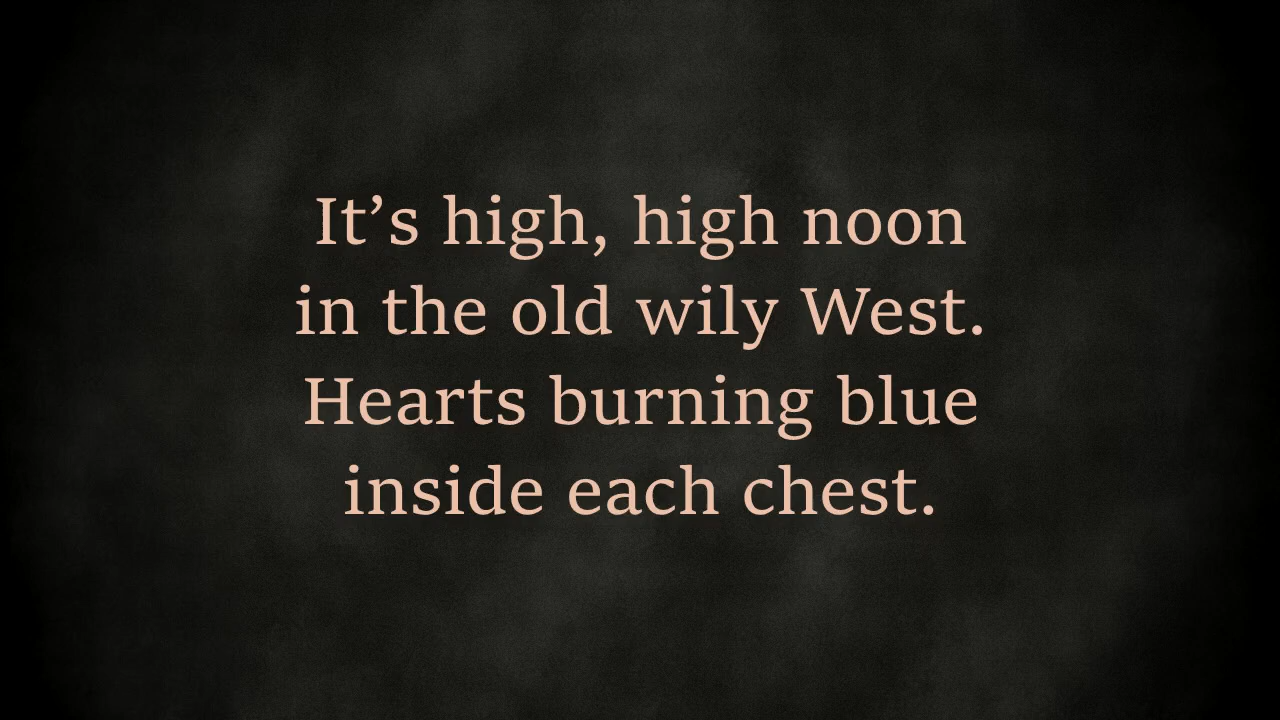 It’s high, high noon
in the old wily West.
Hearts burning blue
inside each chest.